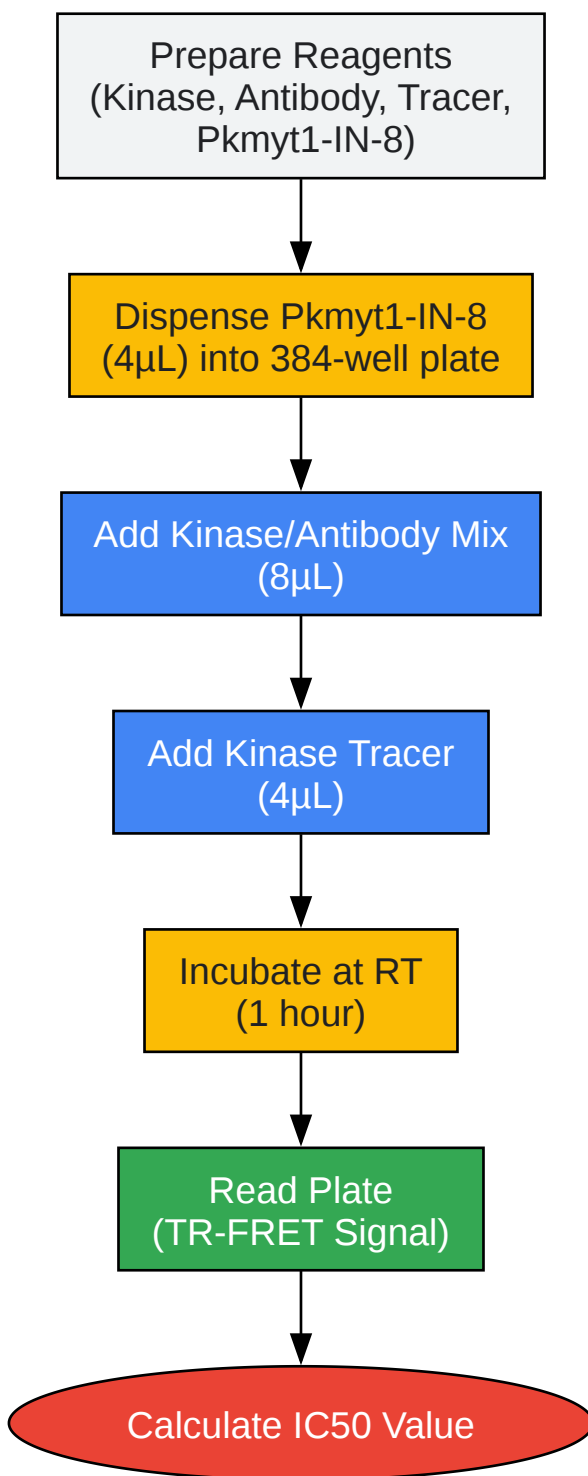 Prepare Reagents
(Kinase, Antibody, Tracer,
Pkmyt1-IN-8)
Dispense Pkmyt1-IN-8
(4µL) into 384-well plate
Add Kinase/Antibody Mix
(8µL)
Add Kinase Tracer
(4µL)
Incubate at RT
(1 hour)
Read Plate
(TR-FRET Signal)
Calculate IC50 Value